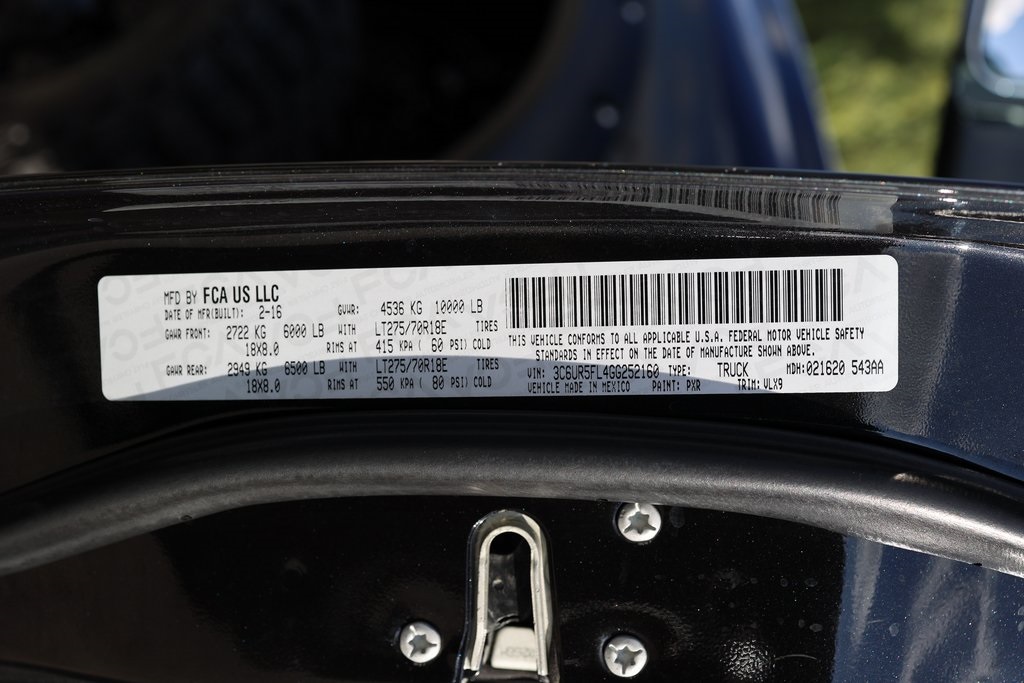 MFD BY FCA US LLC
DATE OF MFR(BUILT): 2-16 GVWR: 4536 KG 10000 LB
GAWR FRONT: 2722 KG 6000 LB WITH LT275/70R18E TIRES
18X8.0 RIMS AT 415 KPA ( 60 PSI) COLD
GAWR REAR: 2949 KG 6500 LB WITH LT275/70R18E TIRES
18X8.0 RIMS AT 550 KPA ( 80 PSI) COLD
THIS VEHICLE CONFORMS TO ALL APPLICABLE U.S.A. FEDERAL MOTOR VEHICLE SAFETY
STANDARDS IN EFFECT ON THE DATE OF MANUFACTURE SHOWN ABOVE.
VIN: 3C6UR5FL4GG252160 TYPE: TRUCK MDH:021620 543AA
VEHICLE MADE IN MEXICO PAINT: PXR TRIM: VLX9